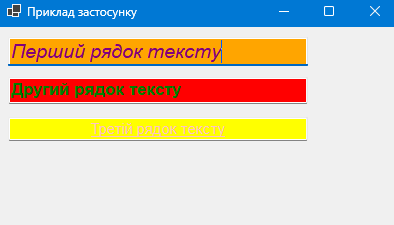 Приклад застосунку
Перший рядок тексту
Другий рядок тексту
Третій рядок тексту